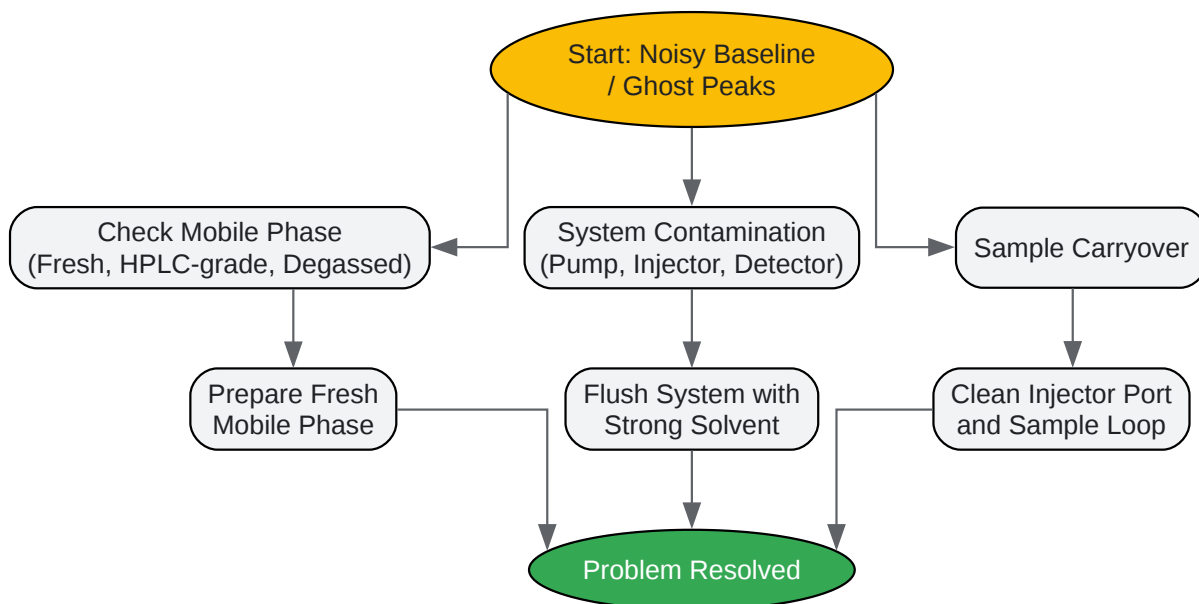 Start: Noisy Baseline
/ Ghost Peaks
Check Mobile Phase
(Fresh, HPLC-grade, Degassed)
System Contamination
(Pump, Injector, Detector)
Sample Carryover
Prepare Fresh
Mobile Phase
Flush System with
Strong Solvent
Clean Injector Port
and Sample Loop
Problem Resolved